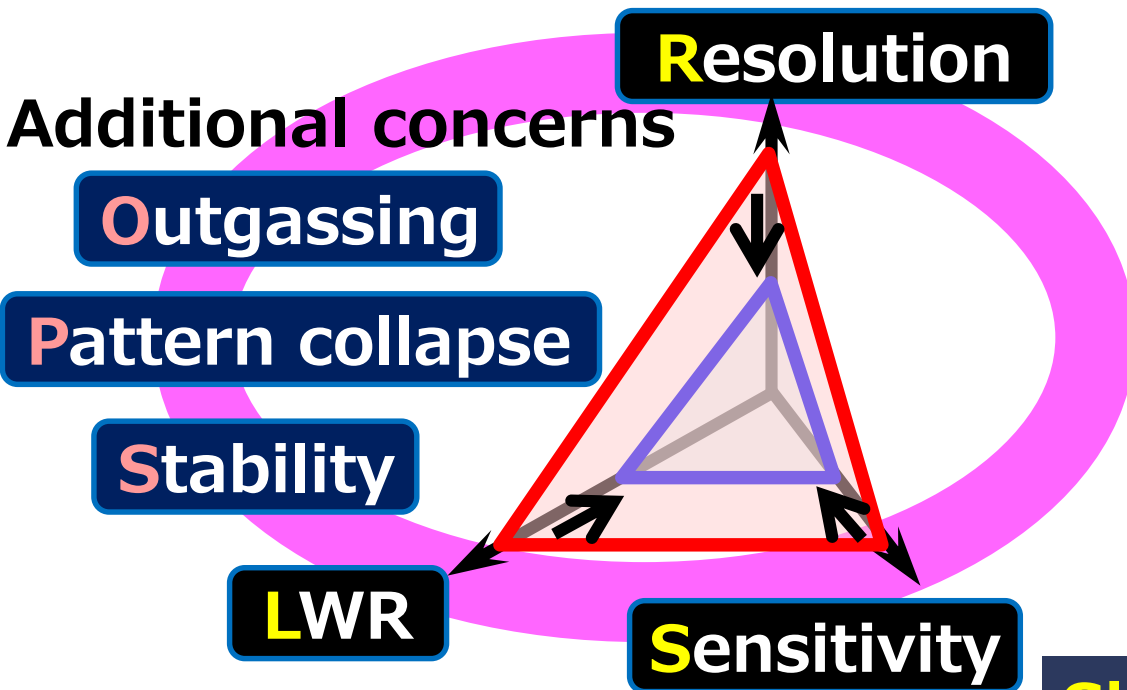 Resolution
Additional concerns
Outgassing
Pattern collapse
Stability
LWR
Sensitivity